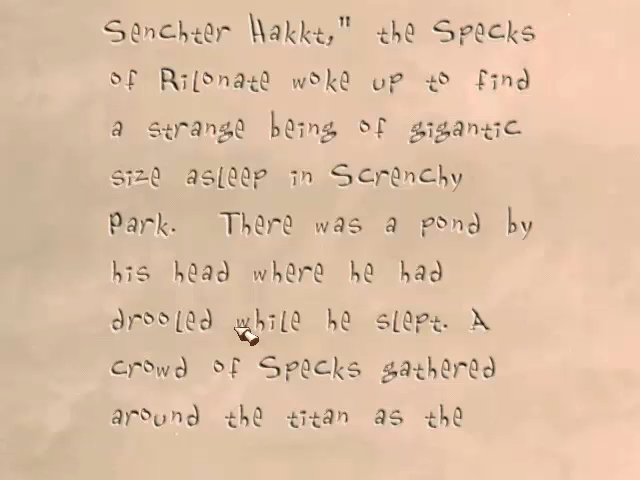 Senchter Hakkt," the Specks
of Rilonate woke up to find
a strange being of gigantic
size asleep in Screnchy
Park. There was a pond by
his head where he had
drooled while he slept. A
crowd of Specks gathered
around the titan as the